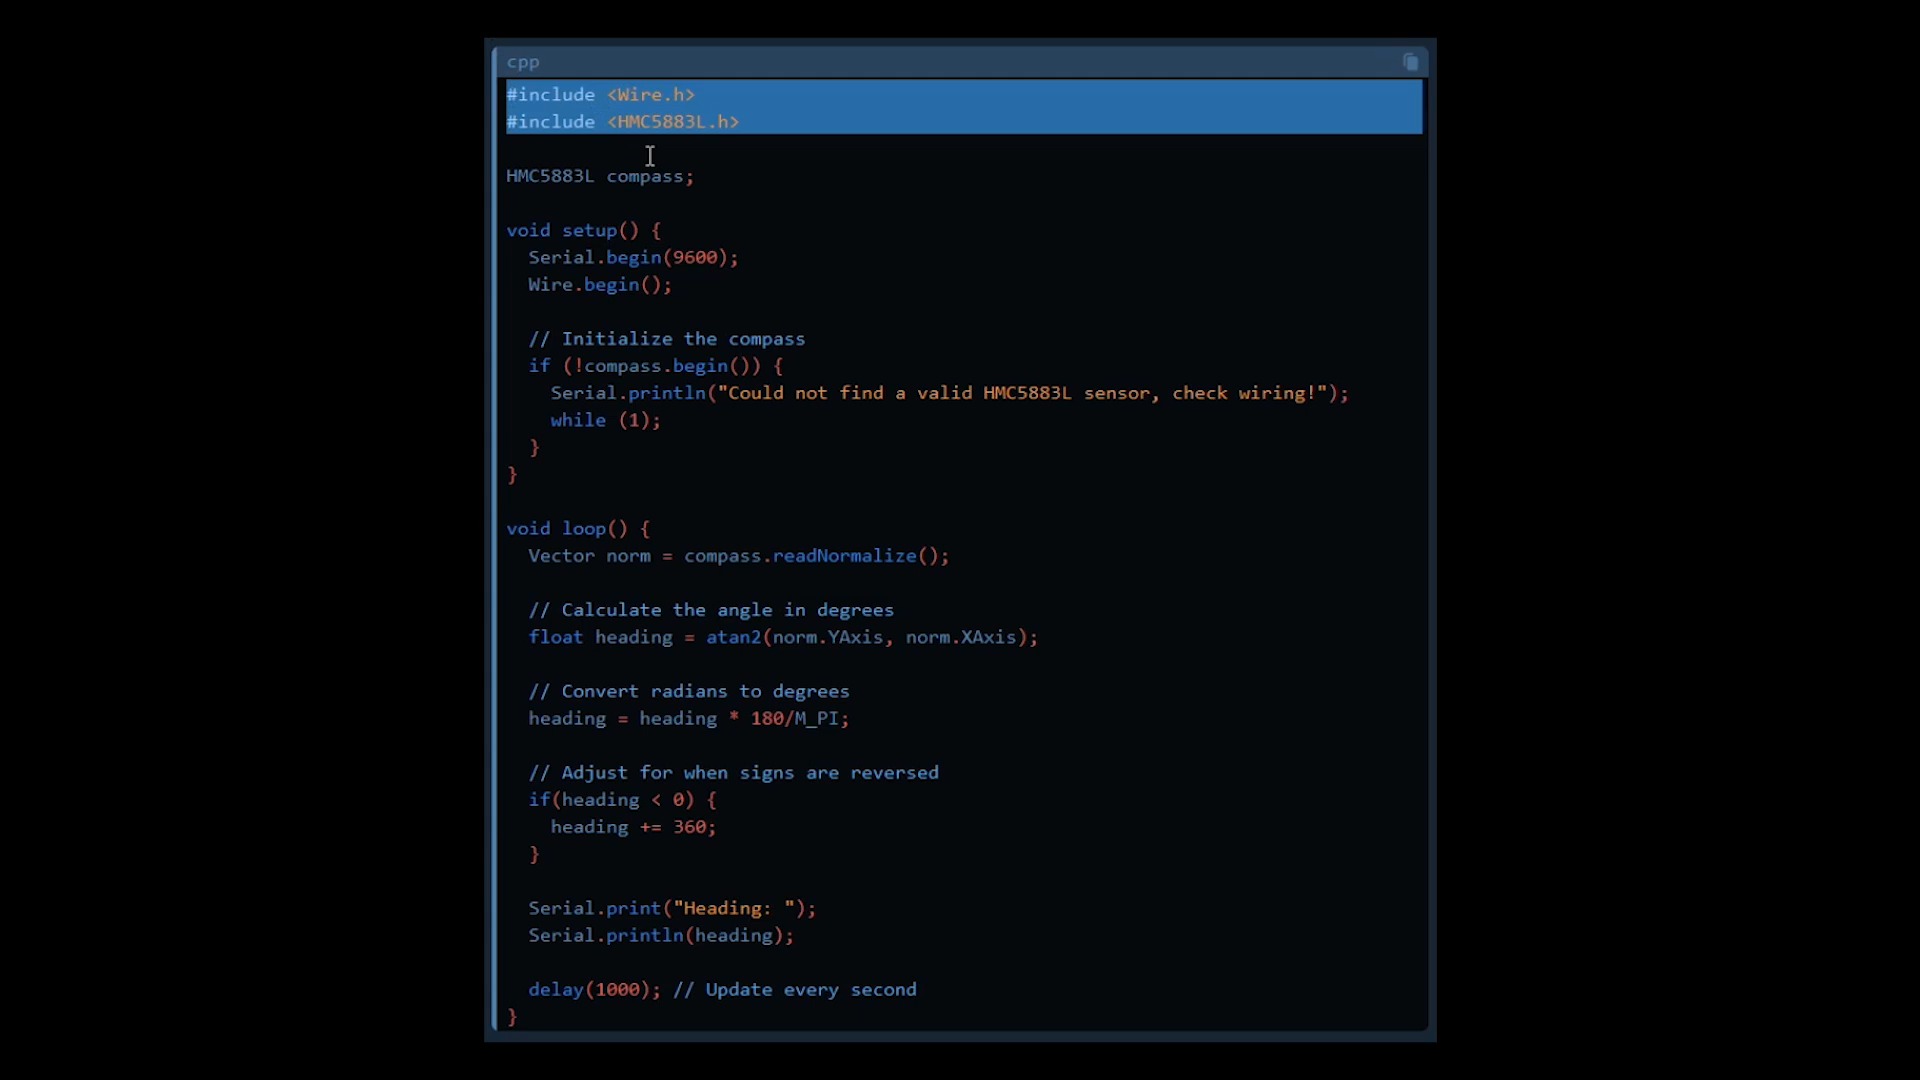 cpp
#include <Wire.h>
#include <HMC5883L.h>
HMC5883L compass;
void setup() {
Serial.begin(9600);
Wire.begin();
// Initialize the compass
if (!compass.begin()) {
Serial.println("Could not find a valid HMC5883L sensor, check wiring!");
while (1);
}
}
void loop() {
Vector norm = compass.readNormalize();
// Calculate the angle in degrees
float heading = atan2(norm.YAxis, norm.XAxis);
// Convert radians to degrees
heading = heading * 180/M_PI;
// Adjust for when signs are reversed
if(heading < 0) {
heading += 360;
}
Serial.print("Heading: ");
Serial.println(heading);
delay(1000); // Update every second
}